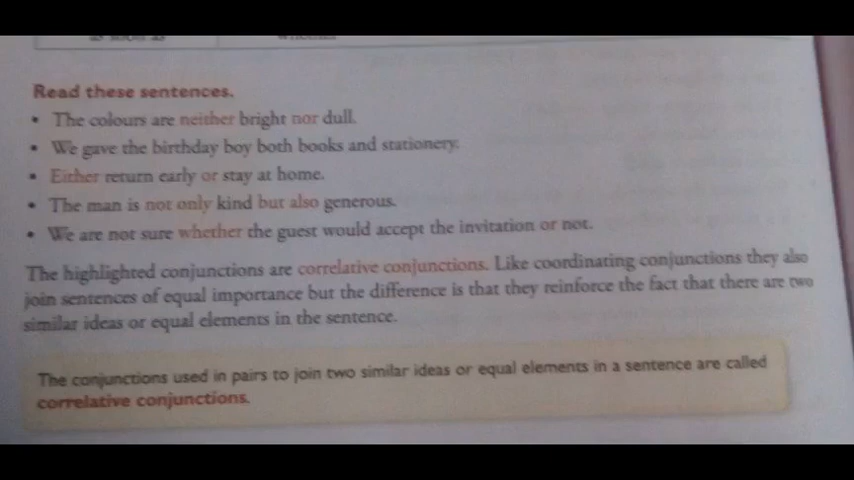 as soon as
Read these sentences.
• The colours are neither bright nor dull.
• We gave the birthday boy both books and stationery.
• Either return early or stay at home.
• The man is not only kind but also generous.
• We are not sure whether the guest would accept the invitation or not.
The highlighted conjunctions are correlative conjunctions. Like coordinating conjunctions they also
join sentences of equal importance but the difference is that they reinforce the fact that there are two
similar ideas or equal elements in the sentence.
The conjunctions used in pairs to join two similar ideas or equal elements in a sentence are called
correlative conjunctions.